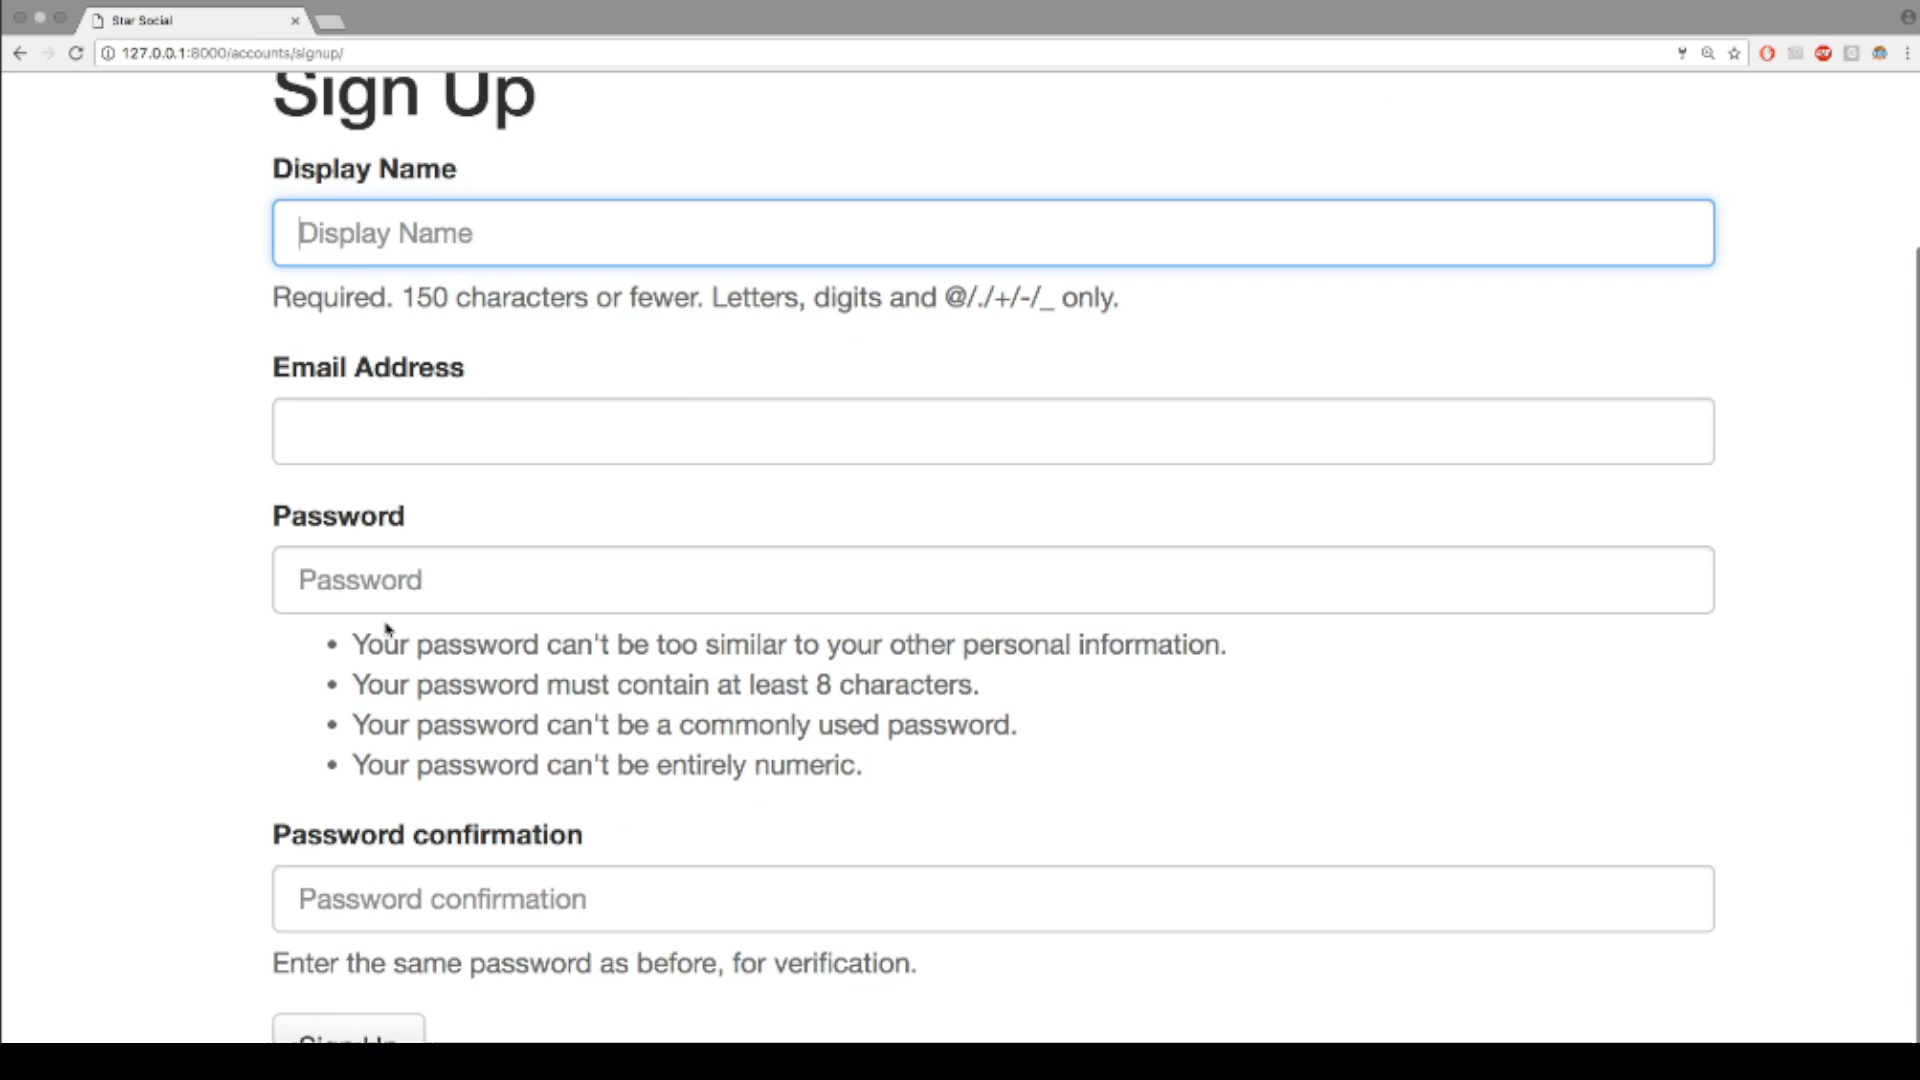 Star Social
127.0.0.1:8000/accounts/signup/
Sign Up
Display Name
Display Name
Required. 150 characters or fewer. Letters, digits and @/./+/-/_ only.
Email Address
Password
Password
• Your password can't be too similar to your other personal information.
• Your password must contain at least 8 characters.
• Your password can't be a commonly used password.
• Your password can't be entirely numeric.
Password confirmation
Password confirmation
Enter the same password as before, for verification.
Sign Up